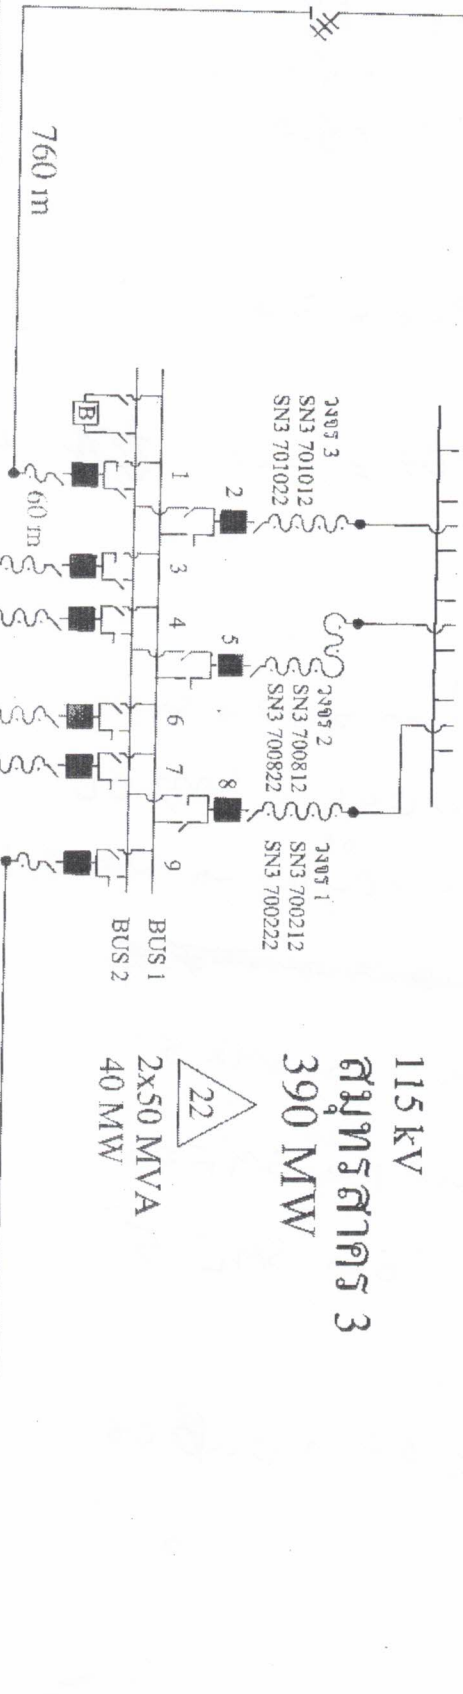 115 kV
สมุทรสาคร 3
390 MW
22
2x50 MVA
40 MW
วงจร 3
SN3 701012
SN3 701022
วงจร 2
SN3 700812
SN3 700822
วงจร 1
SN3 700212
SN3 700222
2
5
8
1
3
4
6
7
9
BUS 1
BUS 2
B
60 m
760 m